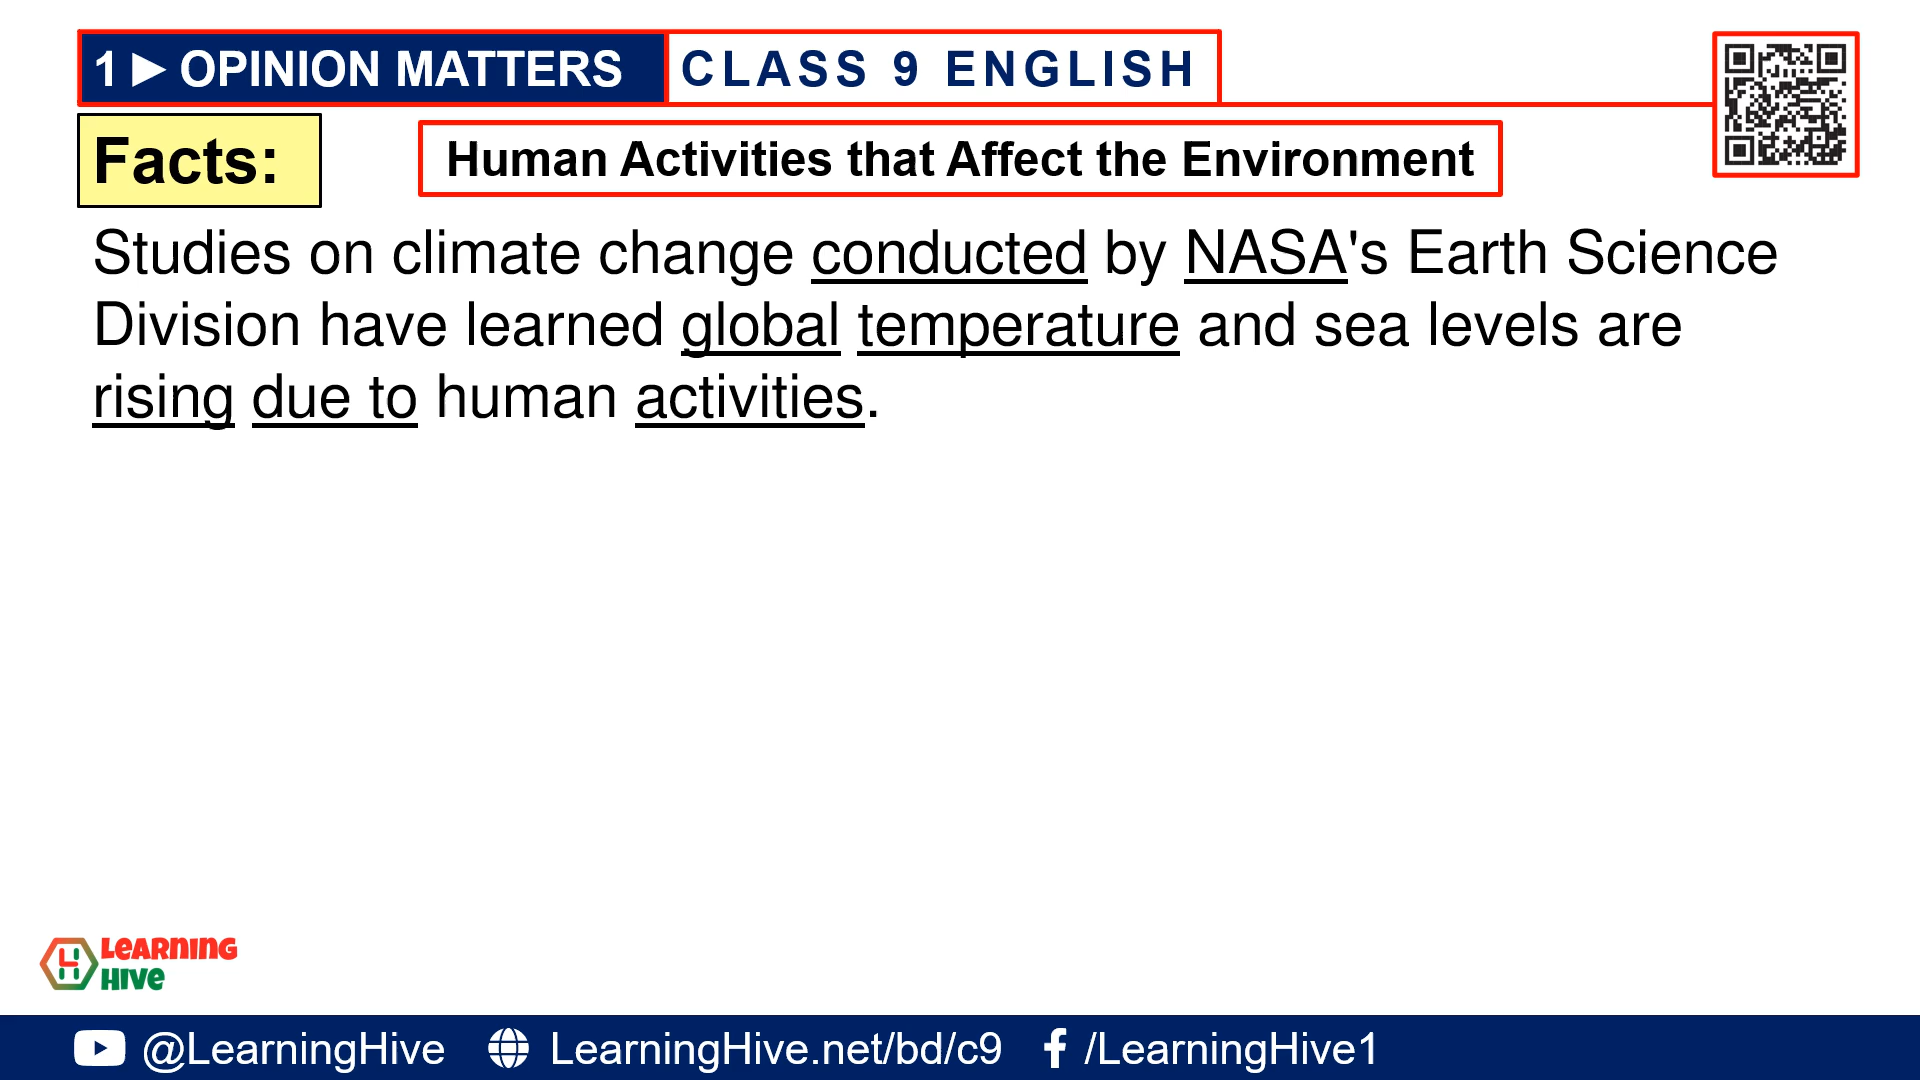 1 ► OPINION MATTERS CLASS 9 ENGLISH
Facts: Human Activities that Affect the Environment
Studies on climate change conducted by NASA's Earth Science
Division have learned global temperature and sea levels are
rising due to human activities.
LEARNING
HIVE
@LearningHive LearningHive.net/bd/c9 /LearningHive1